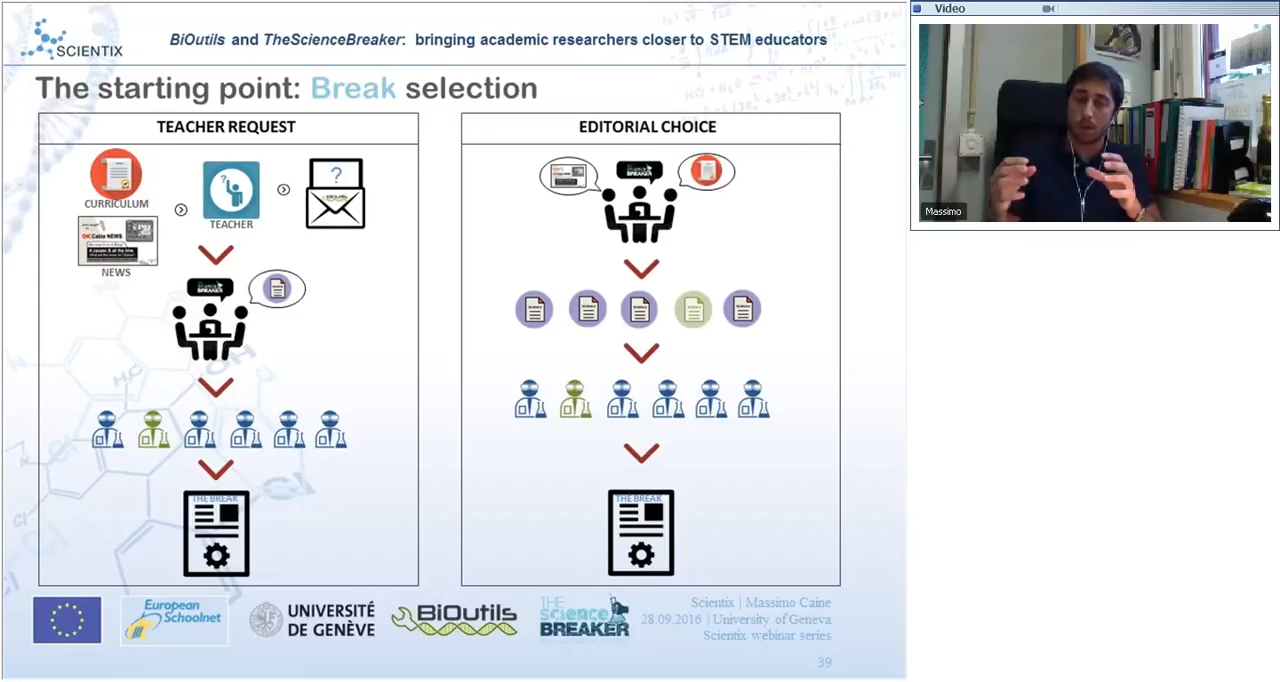 SCIENTIX
BiOutils and TheScienceBreaker: bringing academic researchers closer to STEM educators
The starting point: Break selection
TEACHER REQUEST
CURRICULUM
TEACHER
?
NEWS
THE BREAK
EDITORIAL CHOICE
THE BREAK
European
Schoolnet
UNIVERSITÉ
DE GENÈVE
BiOutils
THE
Science
BREAKER
Scientix | Massimo Caine
28.09.2016 | University of Geneva
Scientix webinar series
39
Video
Massimo